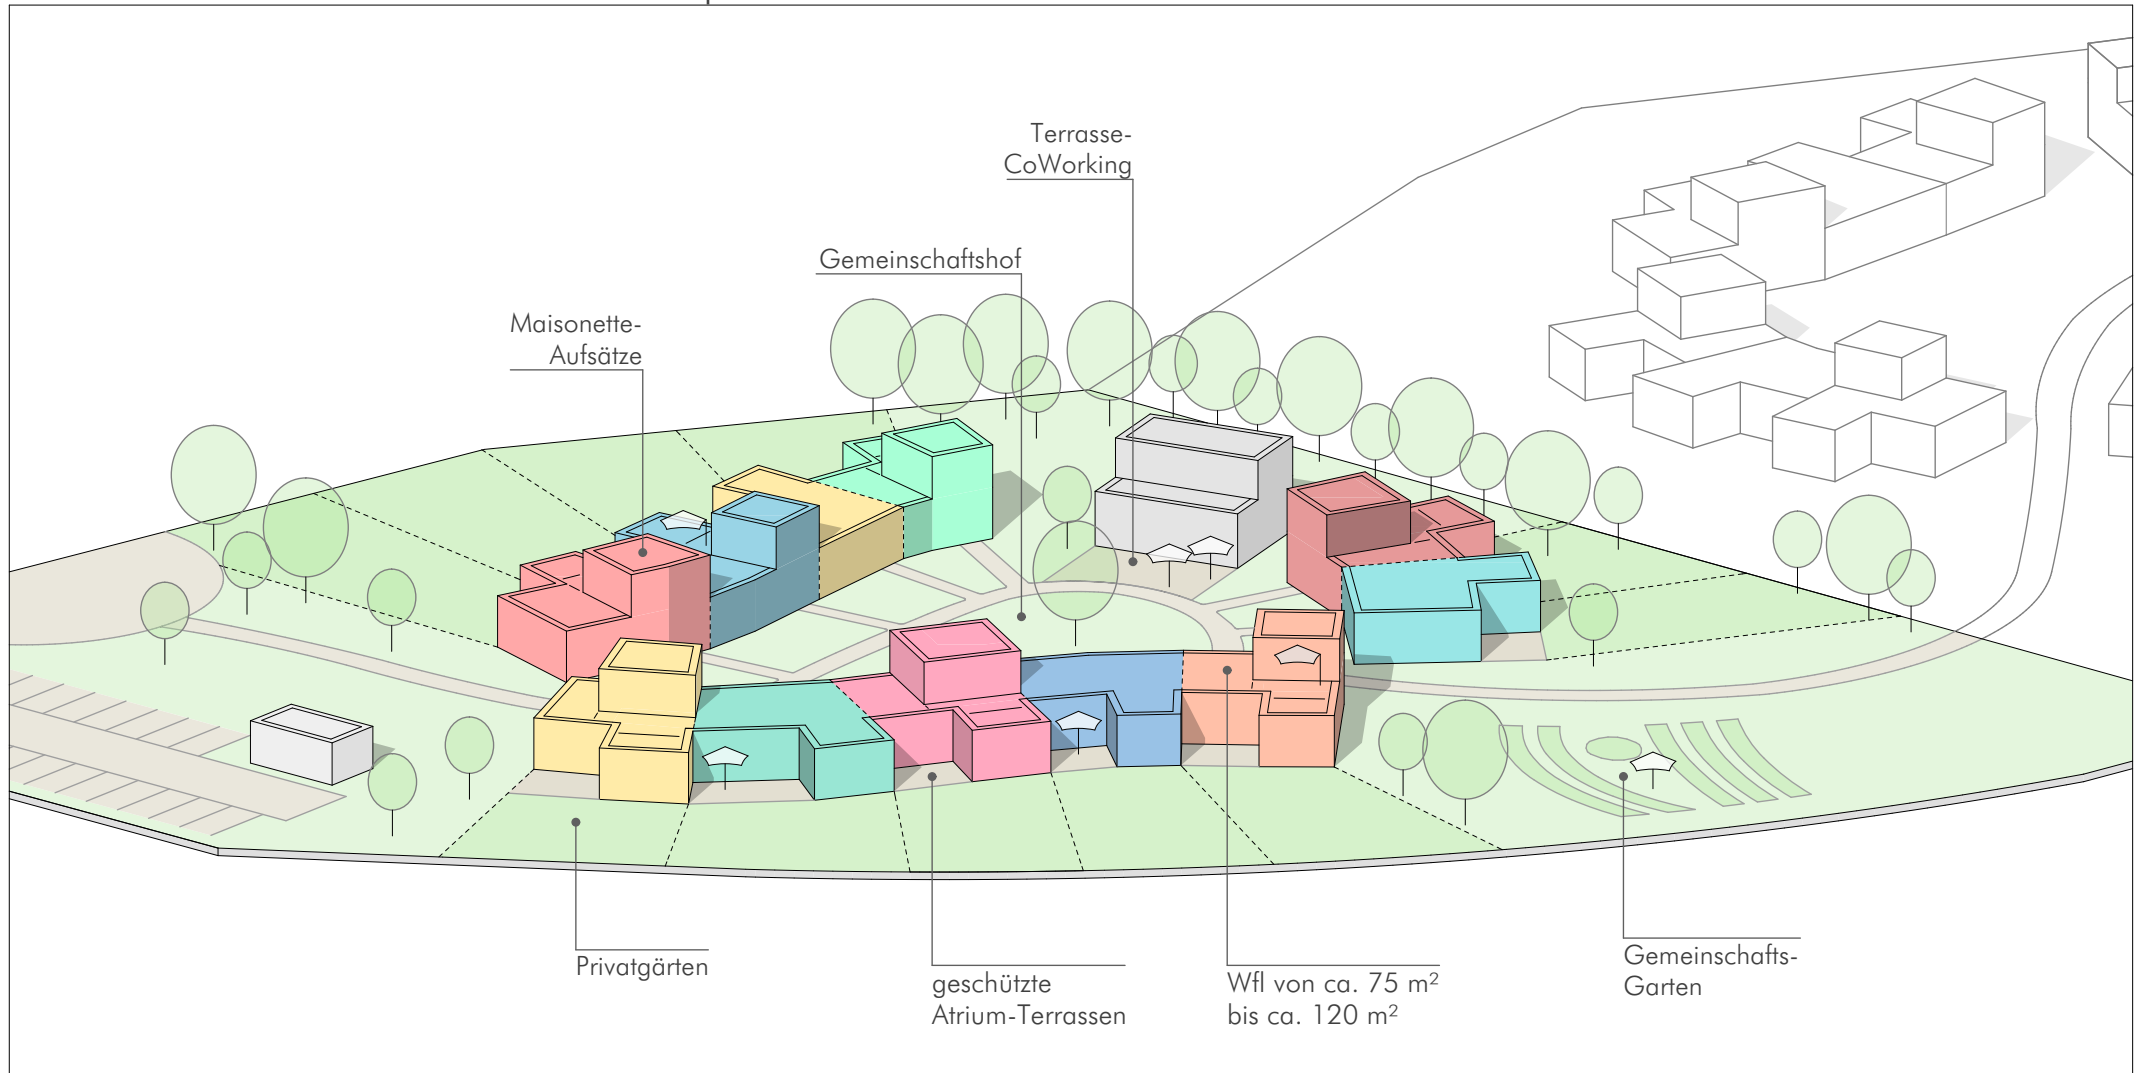 Terrasse-
CoWorking
Gemeinschaftshof
Maisonette-
Aufsätze
Privatgärten
geschützte
Atrium-Terrassen
Wfl von ca. 75 m²
bis ca. 120 m²
Gemeinschafts-
Garten